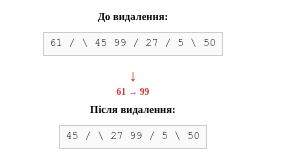 До видалення:
61 / \ 45 99 / 27 / 5 \ 50
↓
61 → 99
Після видалення:
45 / \ 27 99 / 5 \ 50